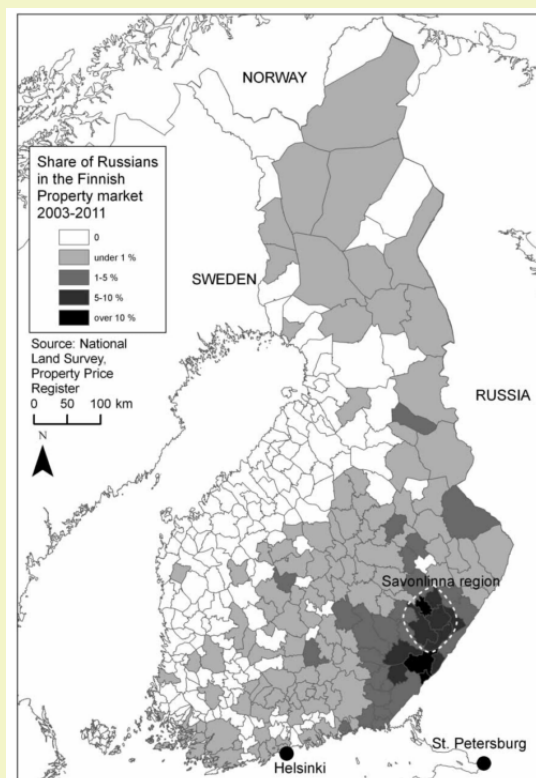 NORWAY
Share of Russians
in the Finnish
Property market
2003-2011
0
under 1 %
1-5 %
5-10 %
over 10 %
SWEDEN
Source: National
Land Survey,
Property Price
Register
0 50 100 km
RUSSIA
N
Savonlinna region
St. Petersburg
Helsinki